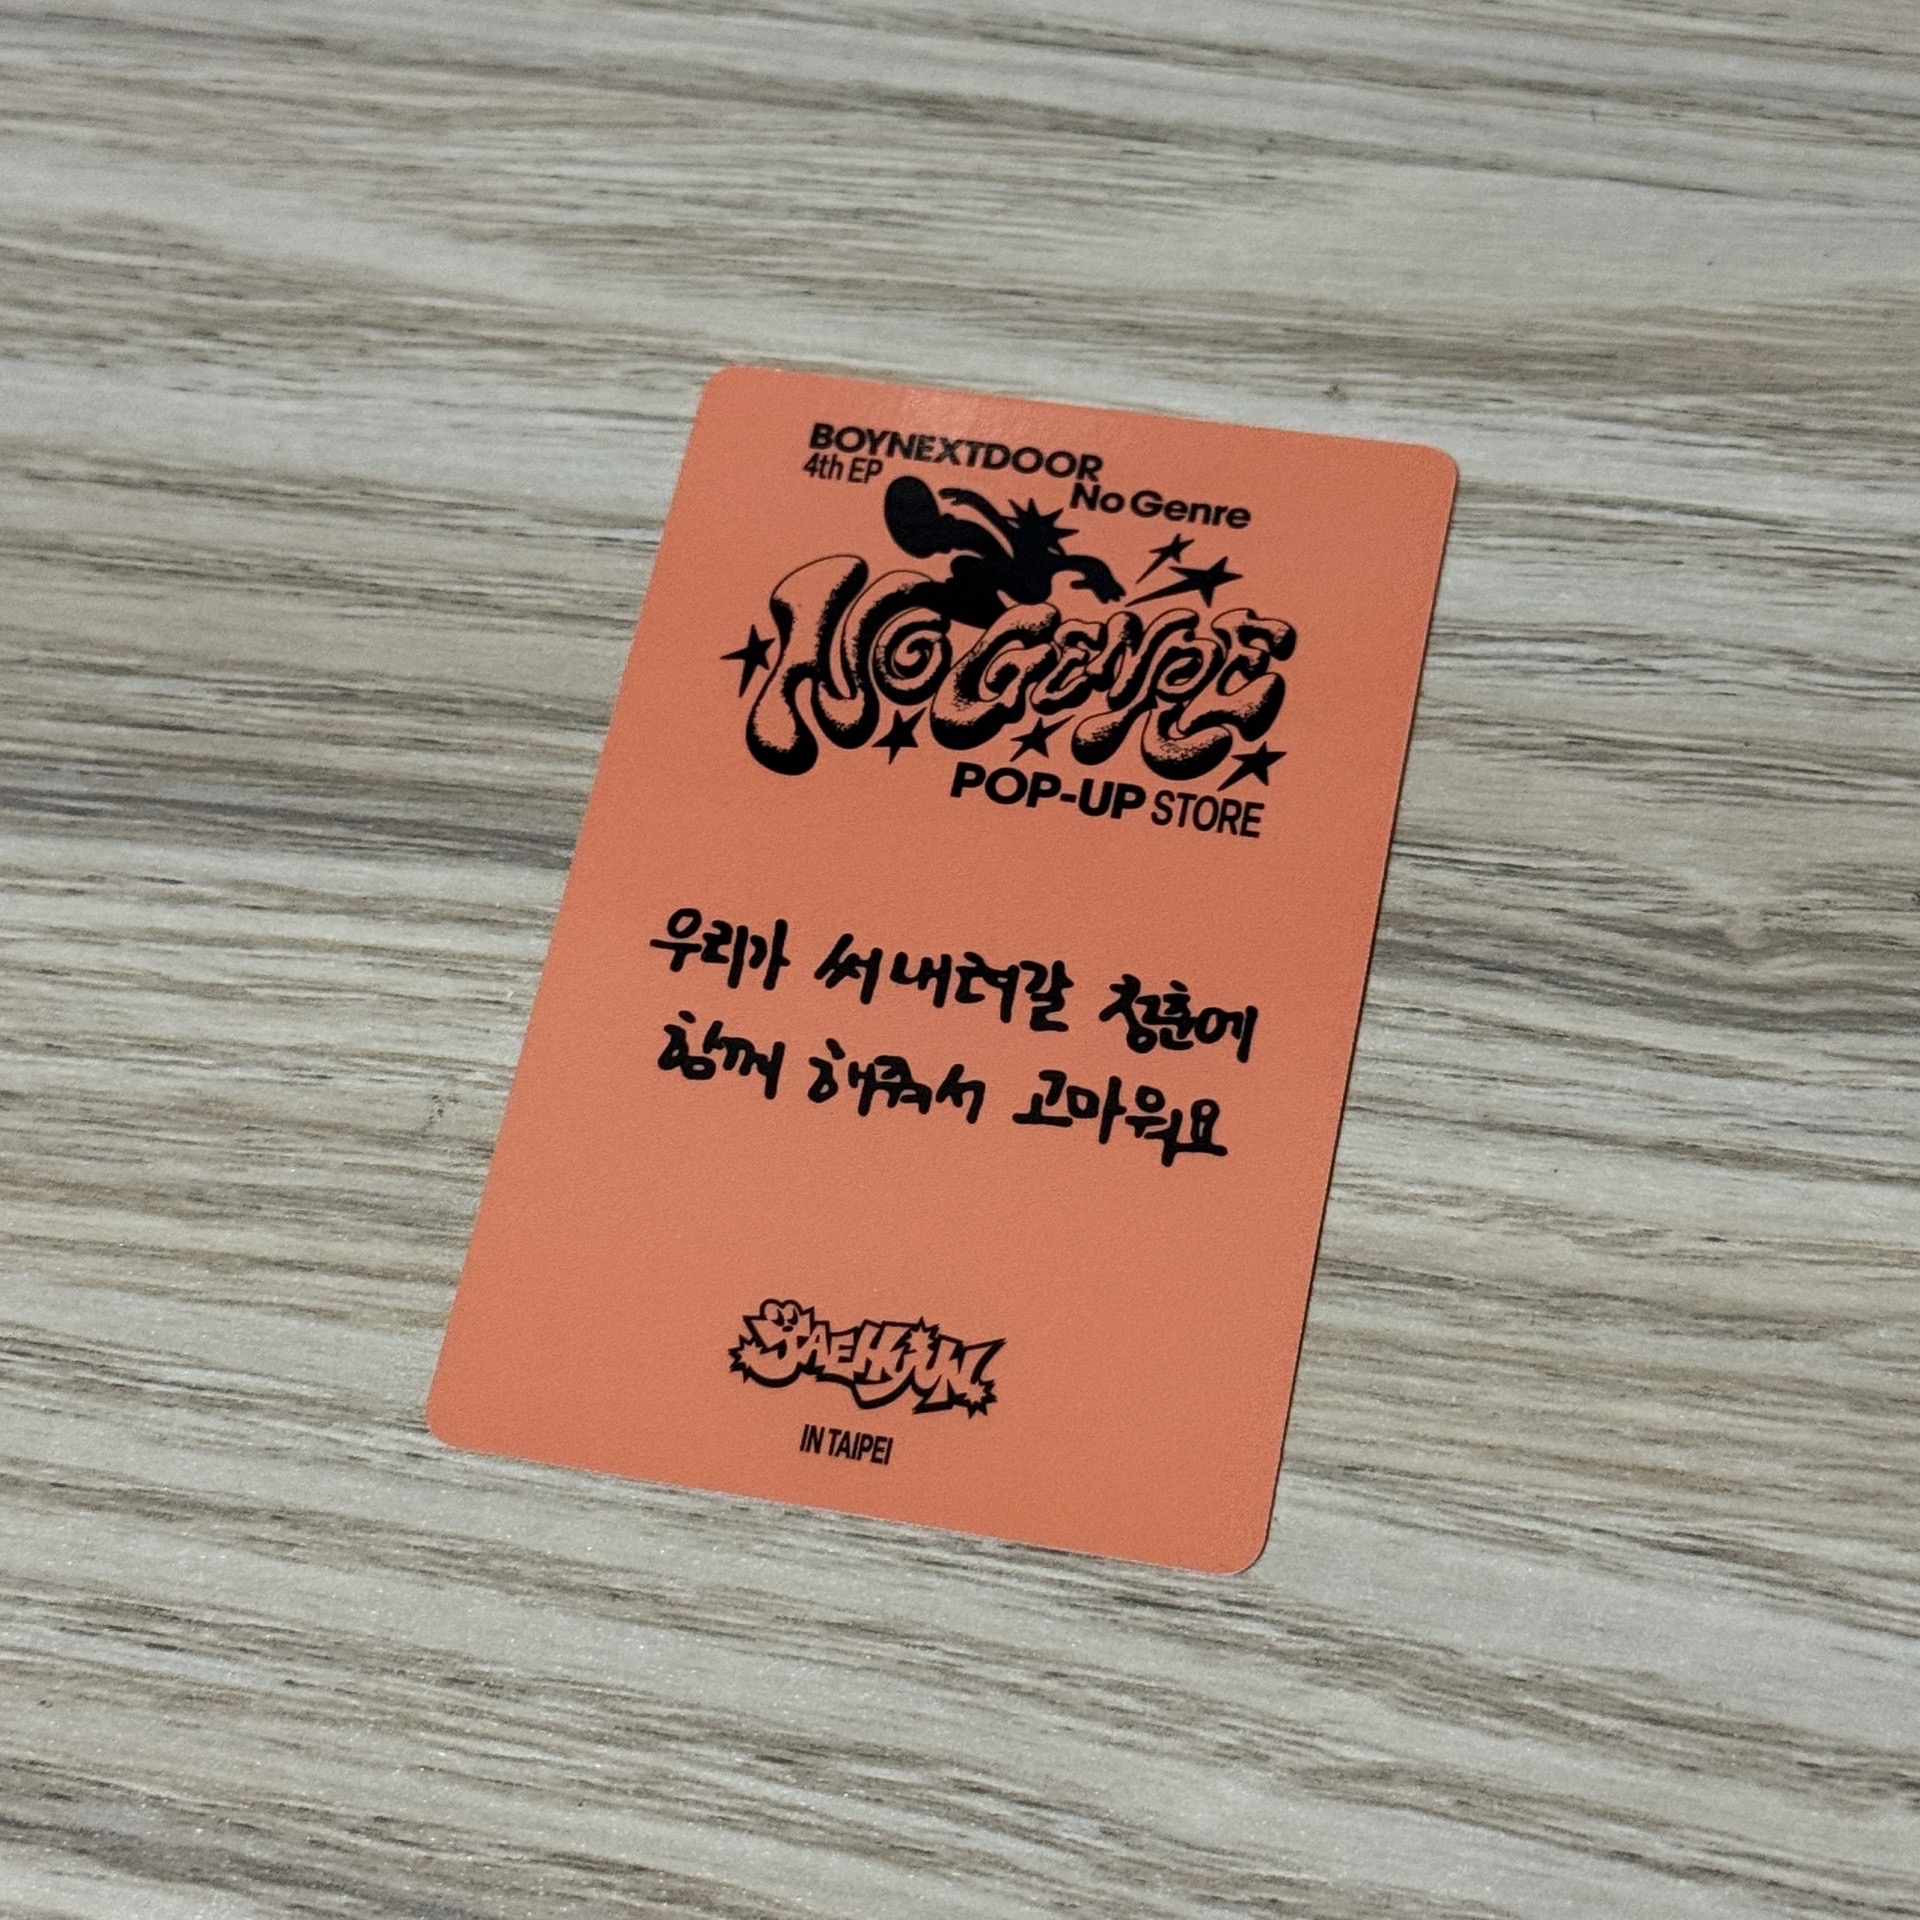 BOYNEXTDOOR
4th EP
No Genre
NO GENRE
POP-UP STORE
우리가 써내려갈 청춘에
함께 해줘서 고마워요
JAEHYUN
IN TAIPEI